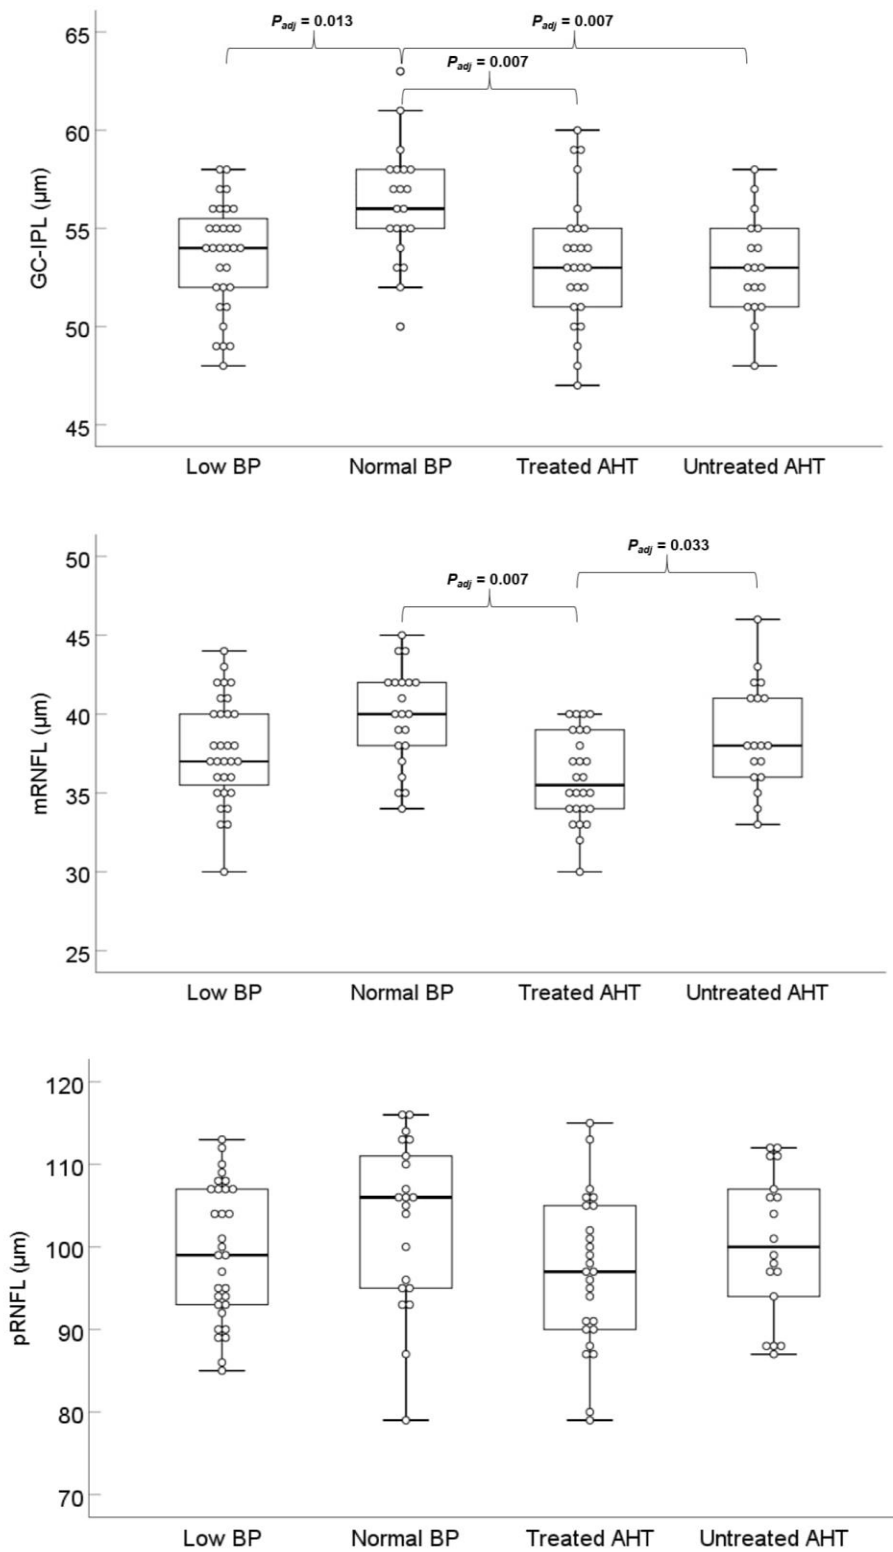 P_adj = 0.013
P_adj = 0.007
P_adj = 0.007
65
60
55
50
45
GC-IPL (µm)
Low BP
Normal BP
Treated AHT
Untreated AHT
P_adj = 0.033
P_adj = 0.007
50
45
40
35
30
25
mRNFL (µm)
Low BP
Normal BP
Treated AHT
Untreated AHT
120
110
100
90
80
70
pRNFL (µm)
Low BP
Normal BP
Treated AHT
Untreated AHT